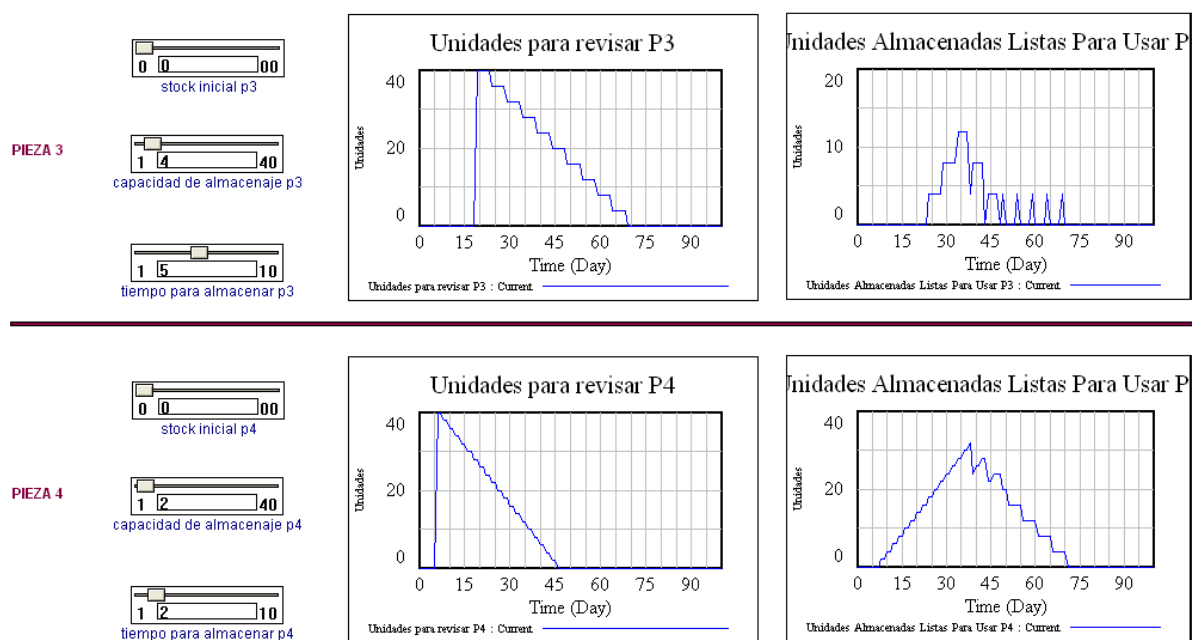 PIEZA 3
0 0 00
stock inicial p3
1 4 40
capacidad de almacenaje p3
1 5 10
tiempo para almacenar p3
Unidades para revisar P3
40
20
0
Unidades
0 15 30 45 60 75 90
Time (Day)
Unidades para revisar P3 : Current
Unidades Almacenadas Listas Para Usar P
20
10
0
Unidades
0 15 30 45 60 75 90
Time (Day)
Unidades Almacenadas Listas Para Usar P3 : Current
PIEZA 4
0 0 00
stock inicial p4
1 2 40
capacidad de almacenaje p4
1 2 10
tiempo para almacenar p4
Unidades para revisar P4
40
20
0
Unidades
0 15 30 45 60 75 90
Time (Day)
Unidades para revisar P4 : Current
Unidades Almacenadas Listas Para Usar P
40
20
0
Unidades
0 15 30 45 60 75 90
Time (Day)
Unidades Almacenadas Listas Para Usar P4 : Current